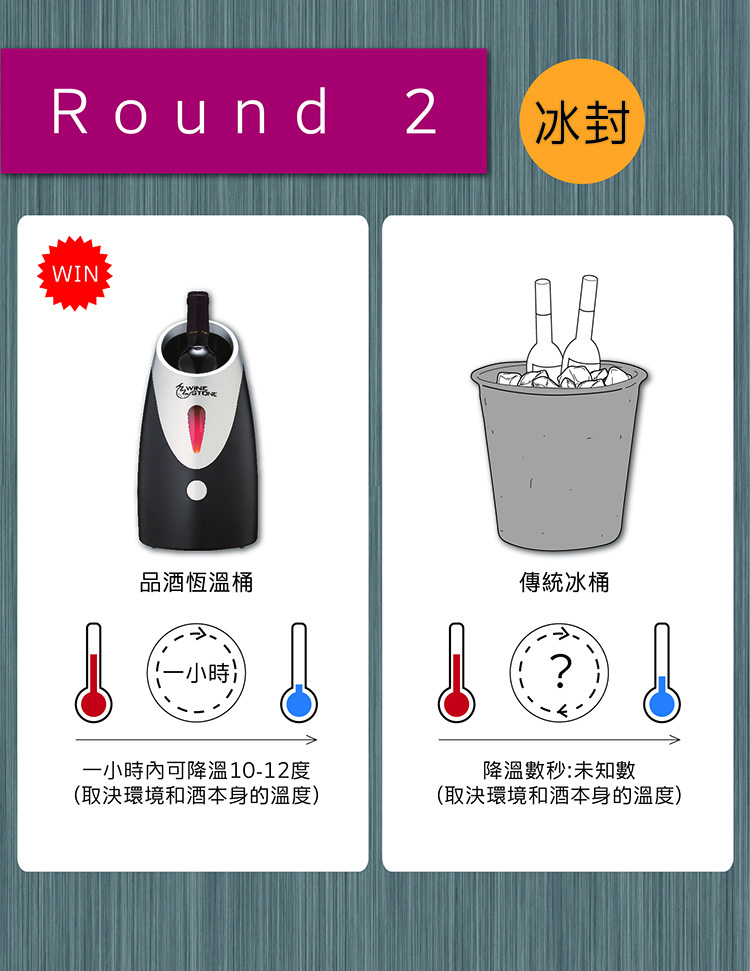 Round 2
冰封
WIN
WINE
STONE
品酒恆溫桶
一小時
一小時內可降溫10-12度
(取決環境和酒本身的溫度)
傳統冰桶
?
降溫數秒:未知數
(取決環境和酒本身的溫度)